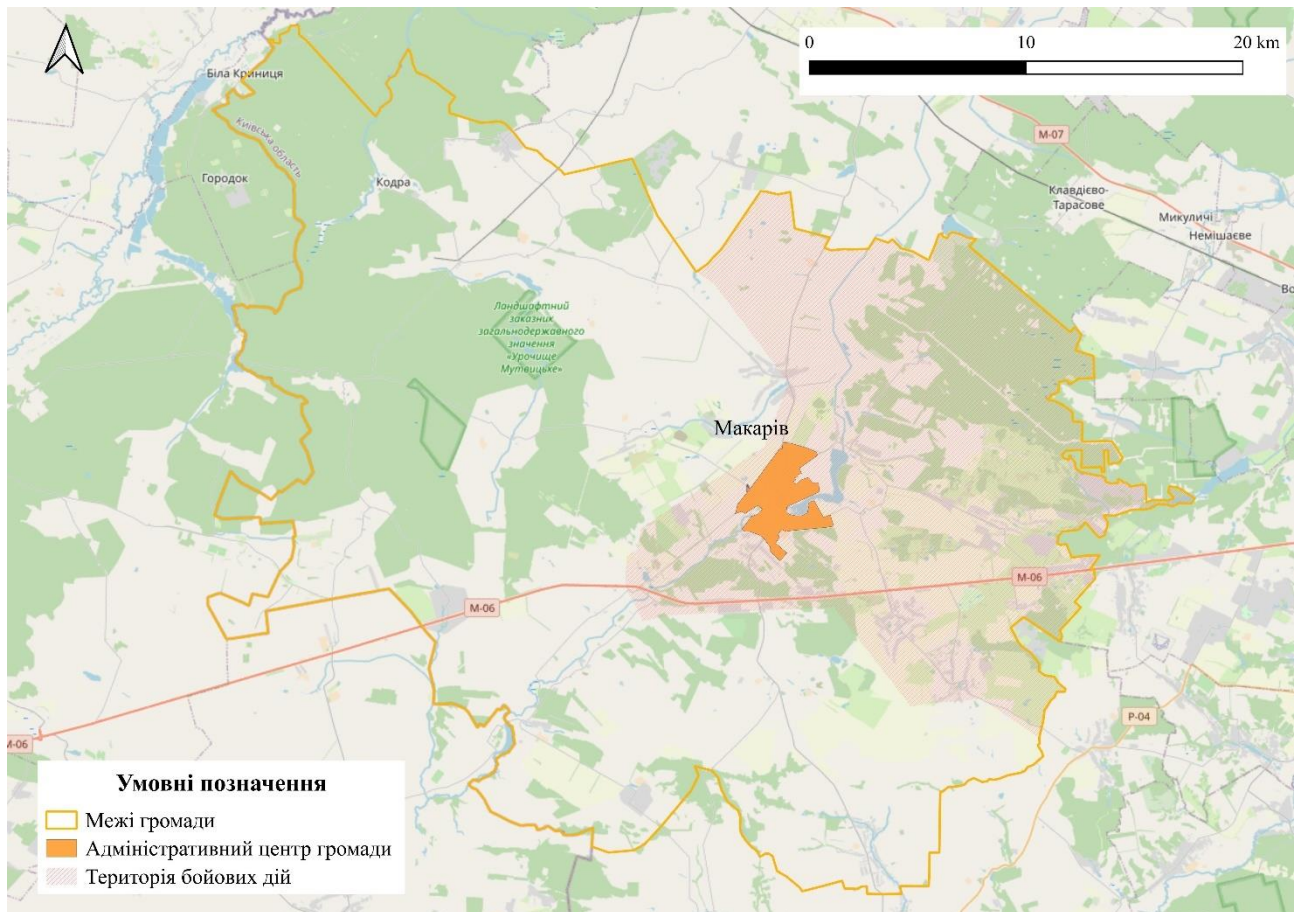 0 10 20 km
Біла Криниця
М-07
Київська область
Городок
Кодра
Клавдієво-
Тарасове
Микуличі
Немішаєве
Ландшафтний
заказник
загальнодержавного
значення
«Урочище
Мутвицьке»
Макарів
М-06
М-06
М-06
Р-04
Умовні позначення
Межі громади
Адміністративний центр громади
Територія бойових дій